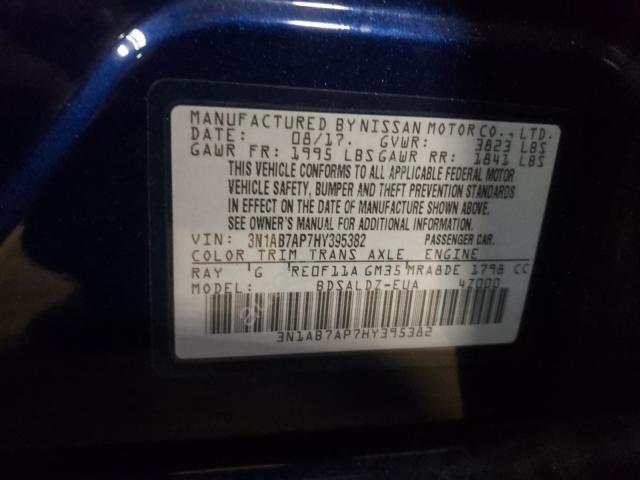 MANUFACTURED BY NISSAN MOTOR CO., LTD.
DATE: 08/17. GVWR: 3823 LBS
GAWR FR: 1995 LBS GAWR RR: 1841 LBS
THIS VEHICLE CONFORMS TO ALL APPLICABLE FEDERAL MOTOR
VEHICLE SAFETY, BUMPER AND THEFT PREVENTION STANDARDS
IN EFFECT ON THE DATE OF MANUFACTURE SHOWN ABOVE.
SEE OWNER'S MANUAL FOR ADDITIONAL INFORMATION.
VIN: 3N1AB7AP7HY395382 PASSENGER CAR.
COLOR TRIM TRANS AXLE ENGINE
RAY G RE0F11A GM35 MRA8DE 1798 CC
MODEL BDSALDZ-EUA 4Z000
3N1AB7AP7HY395382